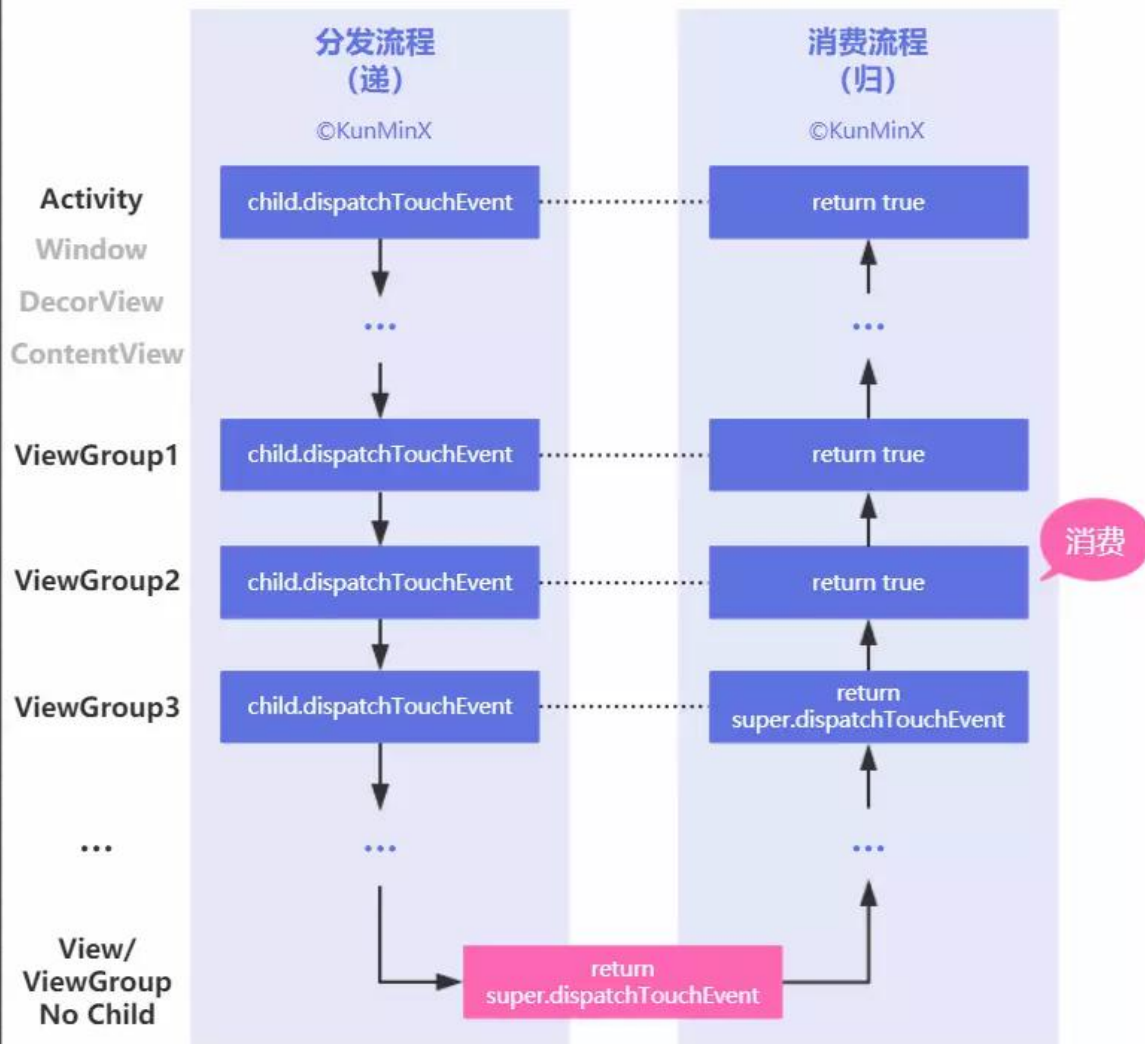 分发流程
(递)
©KunMinX
消费流程
(归)
©KunMinX
Activity
child.dispatchTouchEvent
return true
Window
DecorView
...
...
ContentView
ViewGroup1
child.dispatchTouchEvent
return true
消费
ViewGroup2
child.dispatchTouchEvent
return true
ViewGroup3
child.dispatchTouchEvent
return
super.dispatchTouchEvent
...
...
...
View/
ViewGroup
No Child
return
super.dispatchTouchEvent